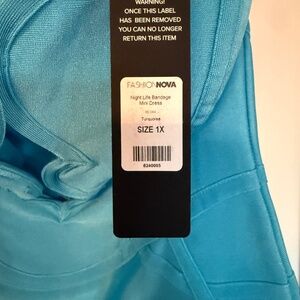 WARNING!
ONCE THIS LABEL
HAS BEEN REMOVED
YOU CAN NO LONGER
RETURN THIS ITEM
FASHIONNOVA
Night Life Bandage
Mini Dress
Turquoise
SIZE 1X